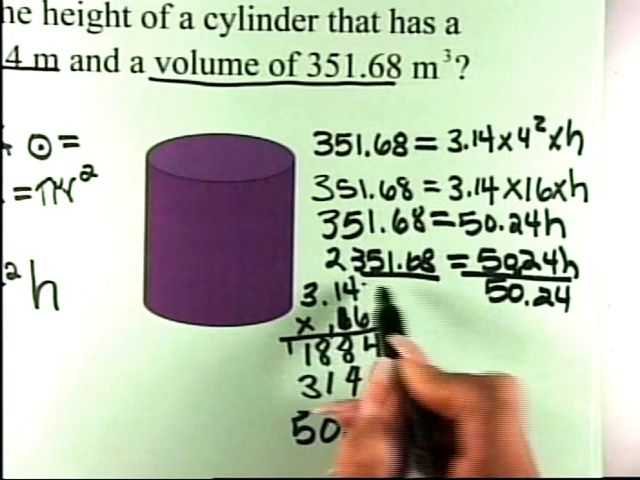 he height of a cylinder that has a
4 m and a volume of 351.68 m³?
351.68 = 3.14 x 4² x h
⊙ =
= πr²
351.68 = 3.14 x 16 x h
351.68 = 50.24h
² h
351.68 = 50.24h
50.24
3.14
x 16
1884
314
50